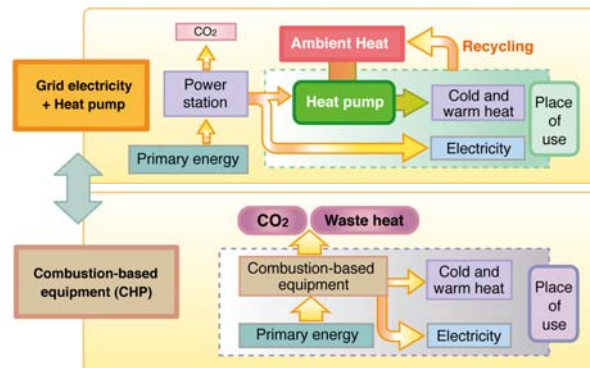 CO₂
Ambient Heat
Recycling
Grid electricity
+ Heat pump
Power
station
Heat pump
Cold and
warm heat
Place
of
use
Primary energy
Electricity
CO₂
Waste heat
Combustion-based
equipment (CHP)
Combustion-based
equipment
Cold and
warm heat
Place
of
use
Primary energy
Electricity